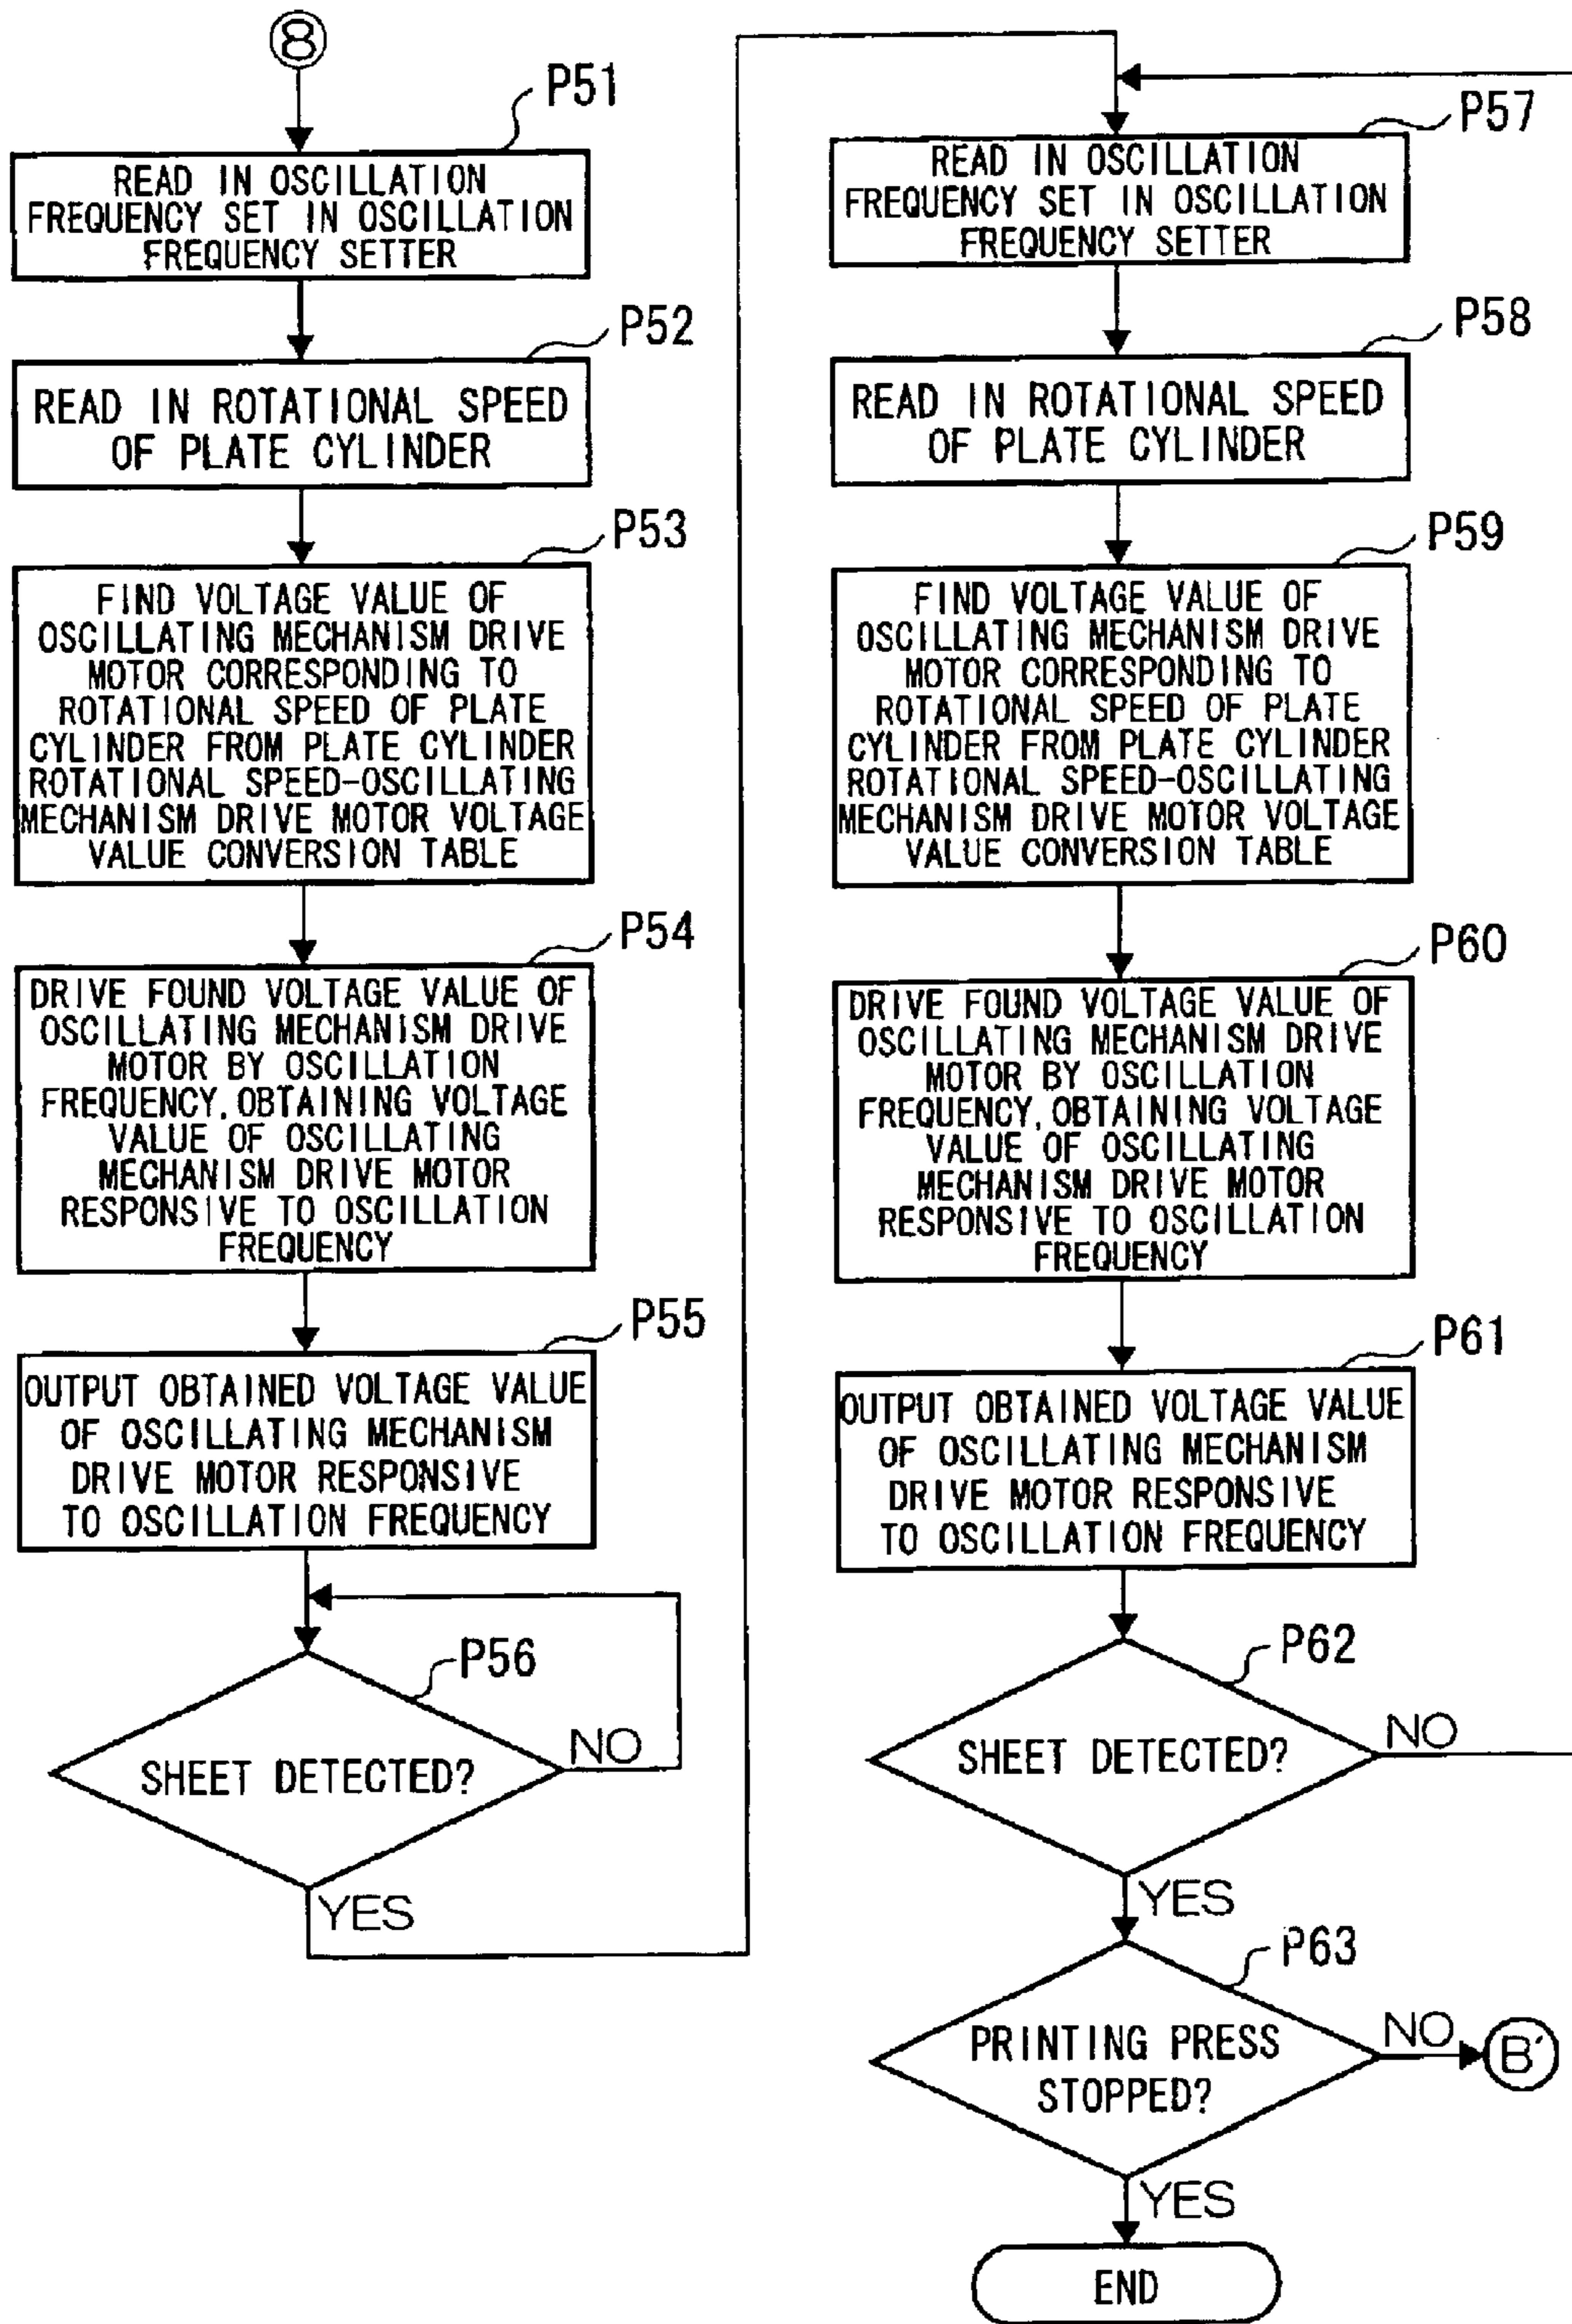 8
P51
READ IN OSCILLATION
FREQUENCY SET IN OSCILLATION
FREQUENCY SETTER
P52
READ IN ROTATIONAL SPEED
OF PLATE CYLINDER
P53
FIND VOLTAGE VALUE OF
OSCILLATING MECHANISM DRIVE
MOTOR CORRESPONDING TO
ROTATIONAL SPEED OF PLATE
CYLINDER FROM PLATE CYLINDER
ROTATIONAL SPEED-OSCILLATING
MECHANISM DRIVE MOTOR VOLTAGE
VALUE CONVERSION TABLE
P54
DRIVE FOUND VOLTAGE VALUE OF
OSCILLATING MECHANISM DRIVE
MOTOR BY OSCILLATION
FREQUENCY, OBTAINING VOLTAGE
VALUE OF OSCILLATING
MECHANISM DRIVE MOTOR
RESPONSIVE TO OSCILLATION
FREQUENCY
P55
OUTPUT OBTAINED VOLTAGE VALUE
OF OSCILLATING MECHANISM
DRIVE MOTOR RESPONSIVE
TO OSCILLATION FREQUENCY
P56
SHEET DETECTED?
NO
YES
P57
READ IN OSCILLATION
FREQUENCY SET IN OSCILLATION
FREQUENCY SETTER
P58
READ IN ROTATIONAL SPEED
OF PLATE CYLINDER
P59
FIND VOLTAGE VALUE OF
OSCILLATING MECHANISM DRIVE
MOTOR CORRESPONDING TO
ROTATIONAL SPEED OF PLATE
CYLINDER FROM PLATE CYLINDER
ROTATIONAL SPEED-OSCILLATING
MECHANISM DRIVE MOTOR VOLTAGE
VALUE CONVERSION TABLE
P60
DRIVE FOUND VOLTAGE VALUE OF
OSCILLATING MECHANISM DRIVE
MOTOR BY OSCILLATION
FREQUENCY, OBTAINING VOLTAGE
VALUE OF OSCILLATING
MECHANISM DRIVE MOTOR
RESPONSIVE TO OSCILLATION
FREQUENCY
P61
OUTPUT OBTAINED VOLTAGE VALUE
OF OSCILLATING MECHANISM
DRIVE MOTOR RESPONSIVE
TO OSCILLATION FREQUENCY
P62
SHEET DETECTED?
NO
YES
P63
PRINTING PRESS
STOPPED?
NO
B'
YES
END